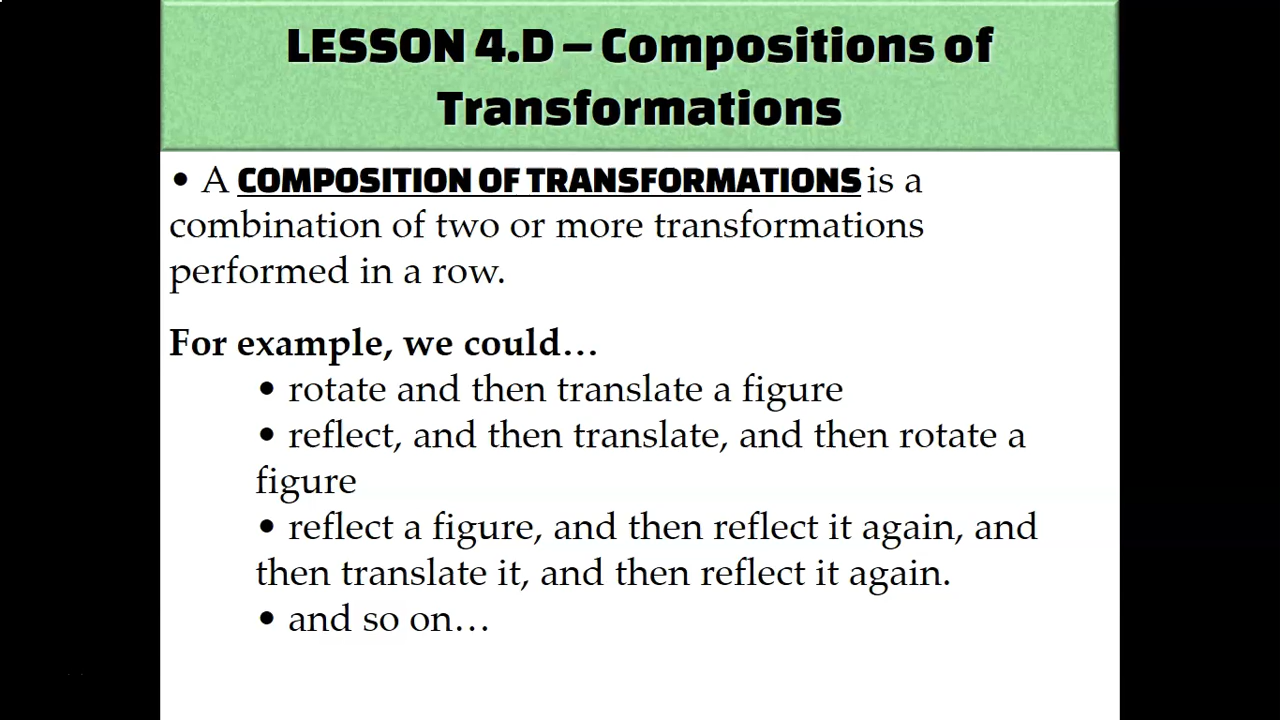 LESSON 4.D – Compositions of
Transformations
• A COMPOSITION OF TRANSFORMATIONS is a
combination of two or more transformations
performed in a row.
For example, we could…
• rotate and then translate a figure
• reflect, and then translate, and then rotate a
figure
• reflect a figure, and then reflect it again, and
then translate it, and then reflect it again.
• and so on…